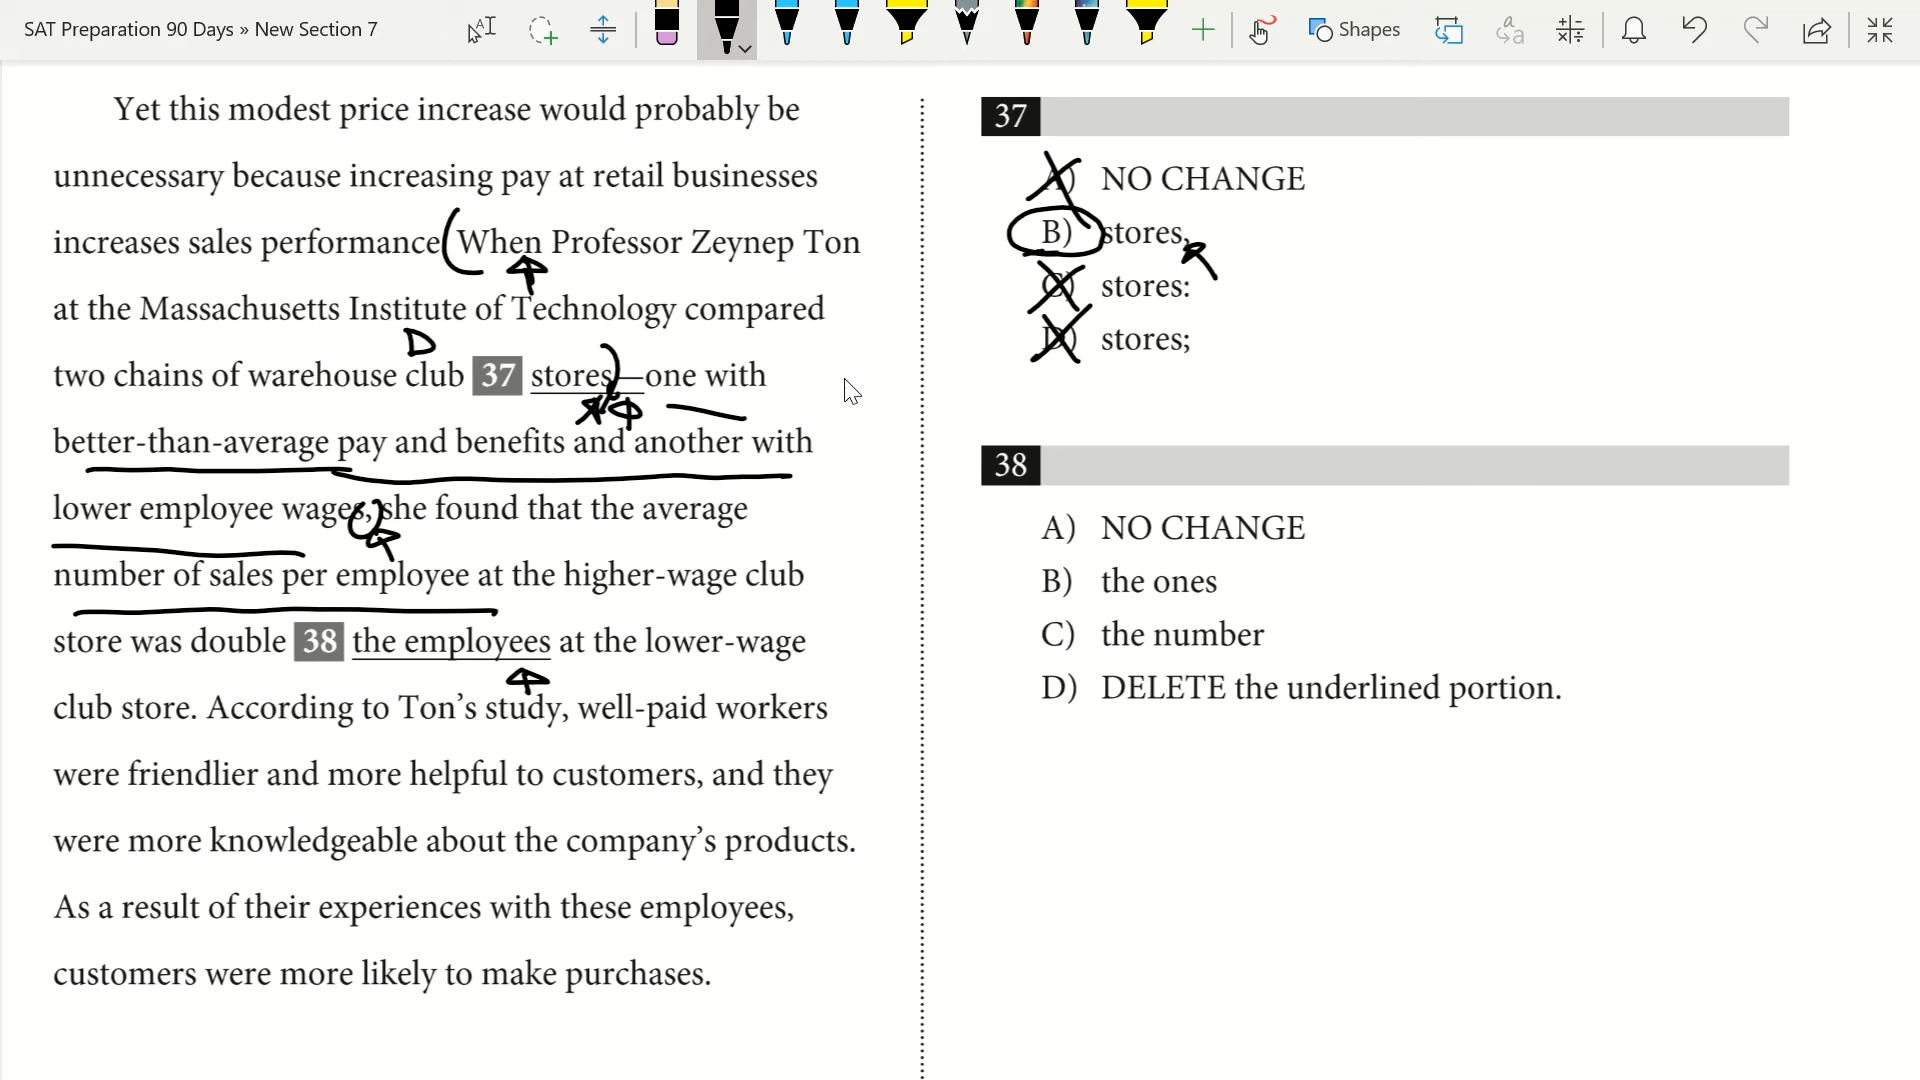 SAT Preparation 90 Days » New Section 7
Shapes
Yet this modest price increase would probably be
unnecessary because increasing pay at retail businesses
increases sales performance When Professor Zeynep Ton
at the Massachusetts Institute of Technology compared
D
two chains of warehouse club 37 stores—one with
better-than-average pay and benefits and another with
lower employee wages, she found that the average
number of sales per employee at the higher-wage club
store was double 38 the employees at the lower-wage
club store. According to Ton’s study, well-paid workers
were friendlier and more helpful to customers, and they
were more knowledgeable about the company’s products.
As a result of their experiences with these employees,
customers were more likely to make purchases.
37
A) NO CHANGE
B) stores,
C) stores:
D) stores;
38
A) NO CHANGE
B) the ones
C) the number
D) DELETE the underlined portion.